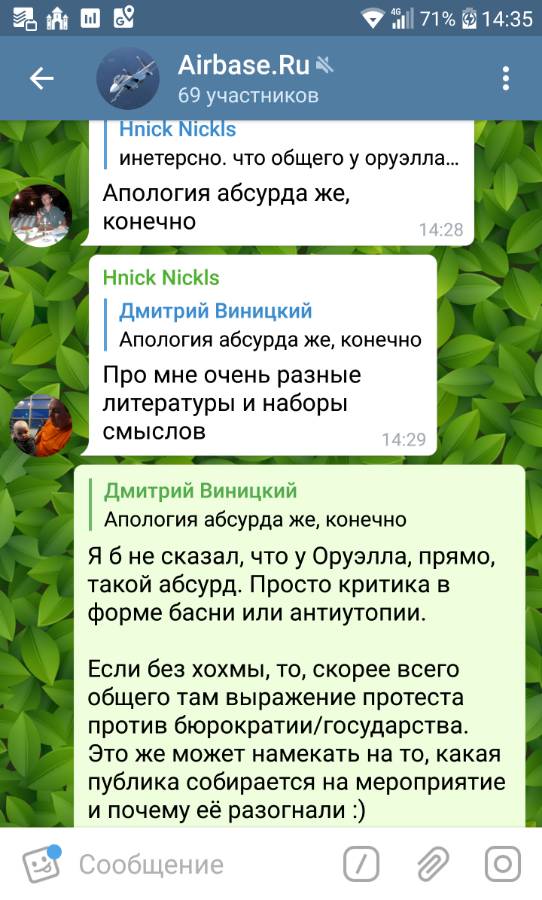 4G 71% 14:35
Airbase.Ru
69 участников
Hnick Nickls
инетерсно. что общего у оруэлла...
Апология абсурда же,
конечно
14:28
Hnick Nickls
Дмитрий Виницкий
Апология абсурда же, конечно
Про мне очень разные
литературы и наборы
смыслов
14:29
Дмитрий Виницкий
Апология абсурда же, конечно
Я б не сказал, что у Оруэлла, прямо,
такой абсурд. Просто критика в
форме басни или антиутопии.
Если без хохмы, то, скорее всего
общего там выражение протеста
против бюрократии/государства.
Это же может намекать на то, какая
публика собирается на мероприятие
и почему её разогнали :)
Сообщение